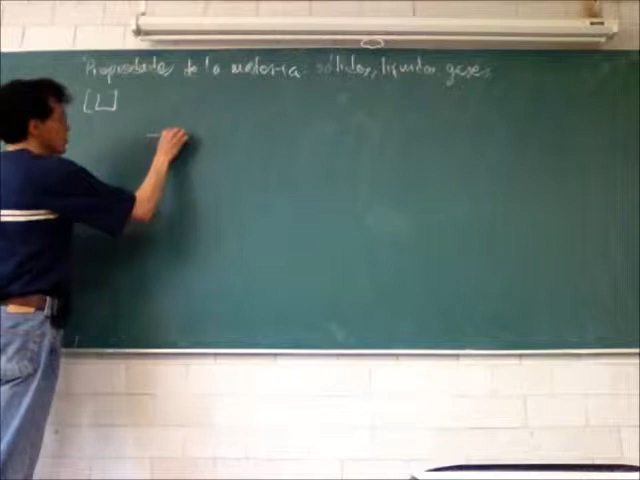 Propiedades de la materia: sólidos, líquidos, gases.
[L]